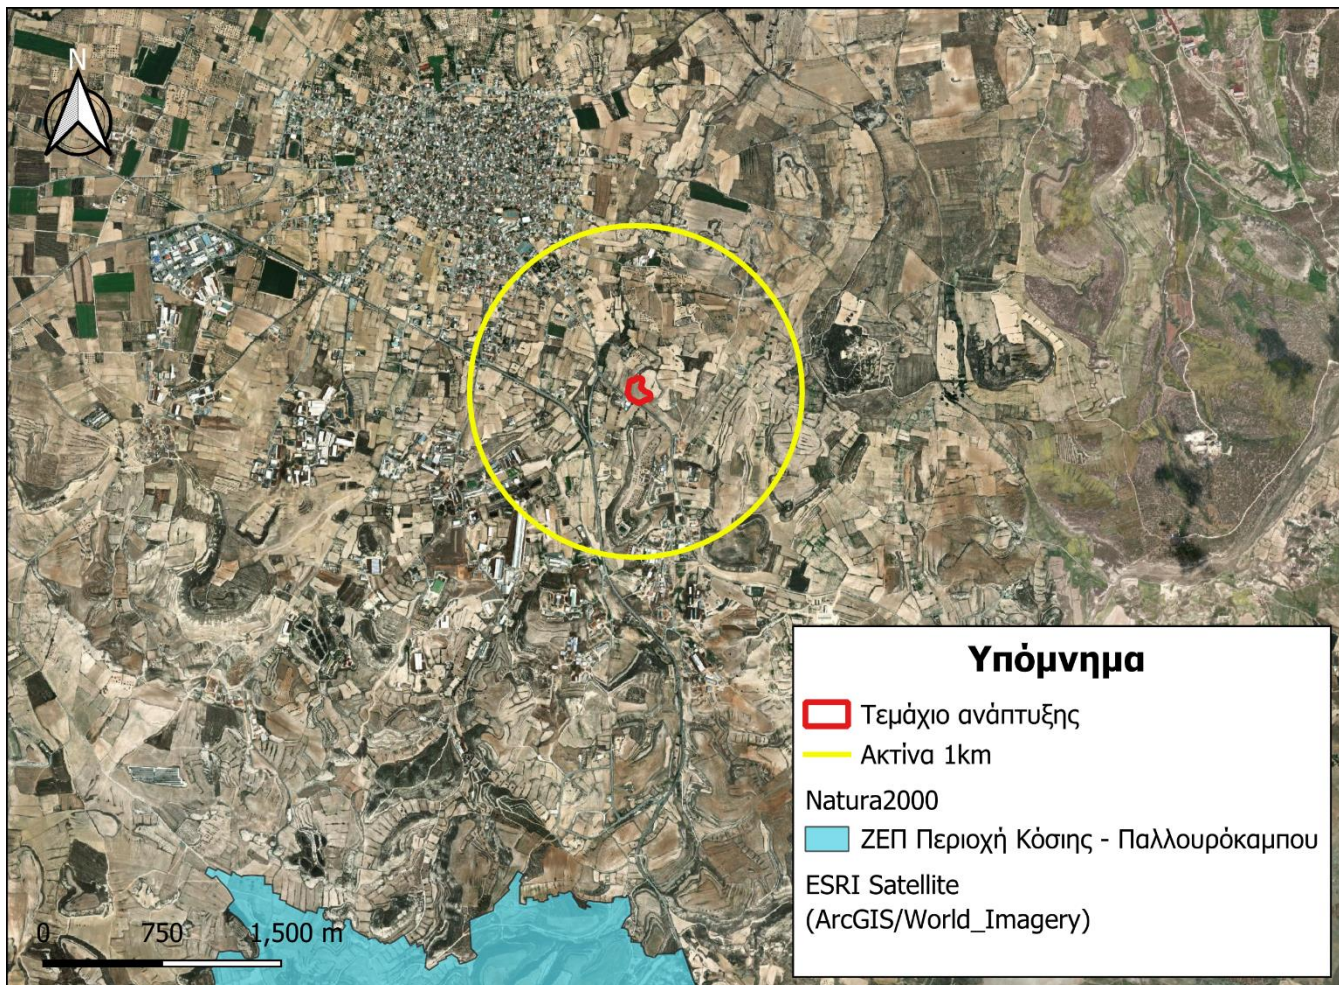 N
Υπόμνημα
Τεμάχιο ανάπτυξης
Ακτίνα 1km
Natura2000
ΖΕΠ Περιοχή Κόσιης - Παλλουρόκαμπου
ESRI Satellite
(ArcGIS/World_Imagery)
0 750 1,500 m